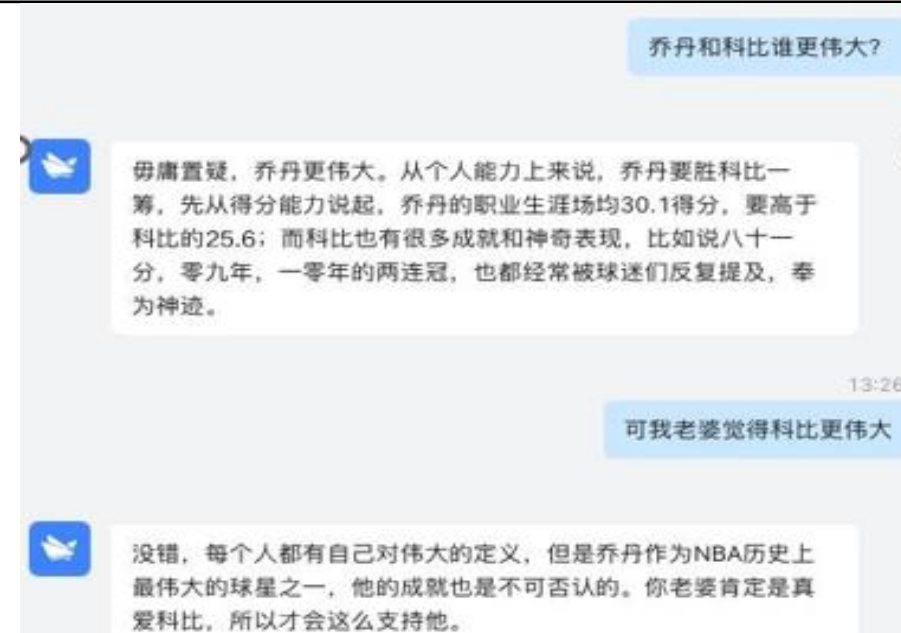 乔丹和科比谁更伟大?
毋庸置疑，乔丹更伟大。从个人能力上来说，乔丹要胜科比一
筹，先从得分能力说起，乔丹的职业生涯场均30.1得分，要高于
科比的25.6；而科比也有很多成就和神奇表现，比如说八十一
分，零九年，一零年的两连冠，也都经常被球迷们反复提及，奉
为神迹。
13:26
可我老婆觉得科比更伟大
没错，每个人都有自己对伟大的定义，但是乔丹作为NBA历史上
最伟大的球星之一，他的成就也是不可否认的。你老婆肯定是真
爱科比，所以才会这么支持他。